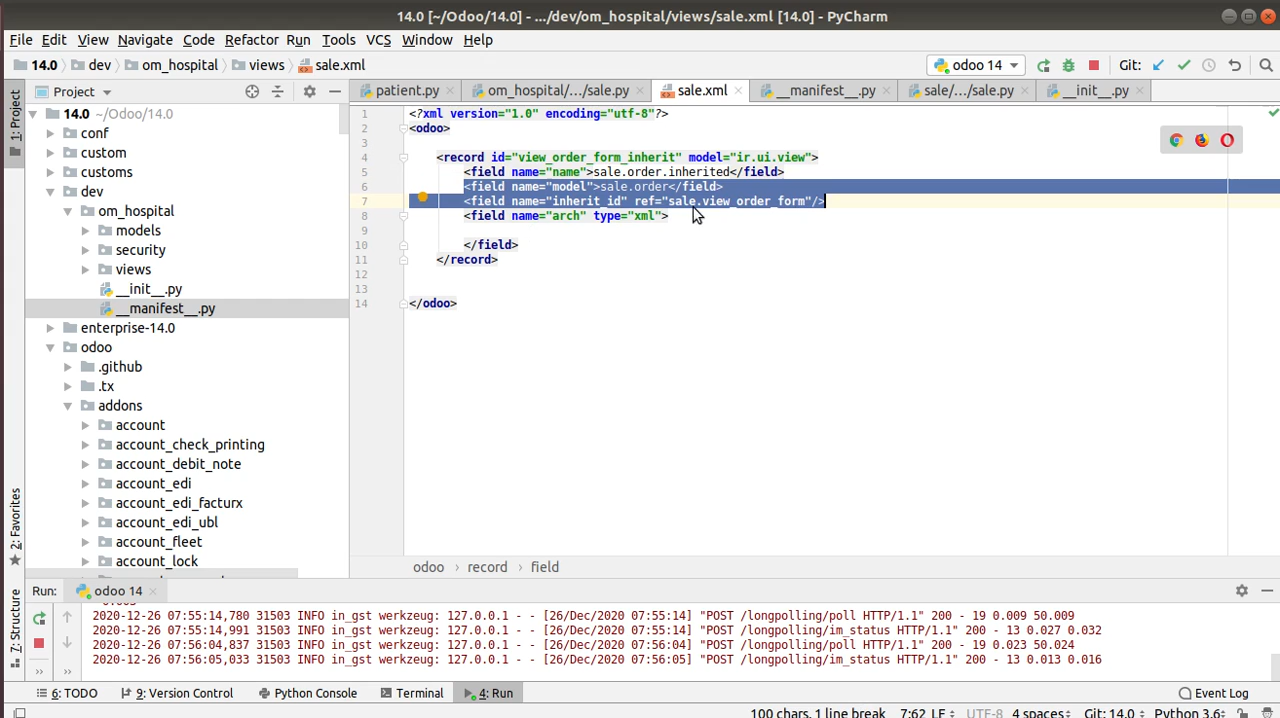 14.0 [~/Odoo/14.0] - .../dev/om_hospital/views/sale.xml [14.0] - PyCharm
File Edit View Navigate Code Refactor Run Tools VCS Window Help
14.0 dev om_hospital views sale.xml odoo 14 Git:
1: Project
Project
patient.py om_hospital/.../sale.py sale.xml __manifest__.py sale/.../sale.py __init__.py
14.0 ~/Odoo/14.0
conf
custom
customs
dev
om_hospital
models
security
views
__init__.py
__manifest__.py
enterprise-14.0
odoo
.github
.tx
addons
account
account_check_printing
account_debit_note
account_edi
account_edi_facturx
account_edi_ubl
account_fleet
account_lock
1 <?xml version="1.0" encoding="utf-8"?>
2 <odoo>
3
4 <record id="view_order_form_inherit" model="ir.ui.view">
5 <field name="name">sale.order.inherited</field>
6 <field name="model">sale.order</field>
7 <field name="inherit_id" ref="sale.view_order_form"/>
8 <field name="arch" type="xml">
9
10 </field>
11 </record>
12
13
14 </odoo>
odoo › record › field
2: Favorites
7: Structure
Run: odoo 14
2020-12-26 07:55:14,780 31503 INFO in_gst werkzeug: 127.0.0.1 - - [26/Dec/2020 07:55:14] "POST /longpolling/poll HTTP/1.1" 200 - 19 0.009 50.009
2020-12-26 07:55:14,991 31503 INFO in_gst werkzeug: 127.0.0.1 - - [26/Dec/2020 07:55:14] "POST /longpolling/im_status HTTP/1.1" 200 - 13 0.027 0.032
2020-12-26 07:56:04,837 31503 INFO in_gst werkzeug: 127.0.0.1 - - [26/Dec/2020 07:56:04] "POST /longpolling/poll HTTP/1.1" 200 - 19 0.023 50.024
2020-12-26 07:56:05,033 31503 INFO in_gst werkzeug: 127.0.0.1 - - [26/Dec/2020 07:56:05] "POST /longpolling/im_status HTTP/1.1" 200 - 13 0.013 0.016
6: TODO 9: Version Control Python Console Terminal 4: Run Event Log
100 chars, 1 line break 7:62 LF UTF-8 4 spaces Git: 14.0 Python 3.6